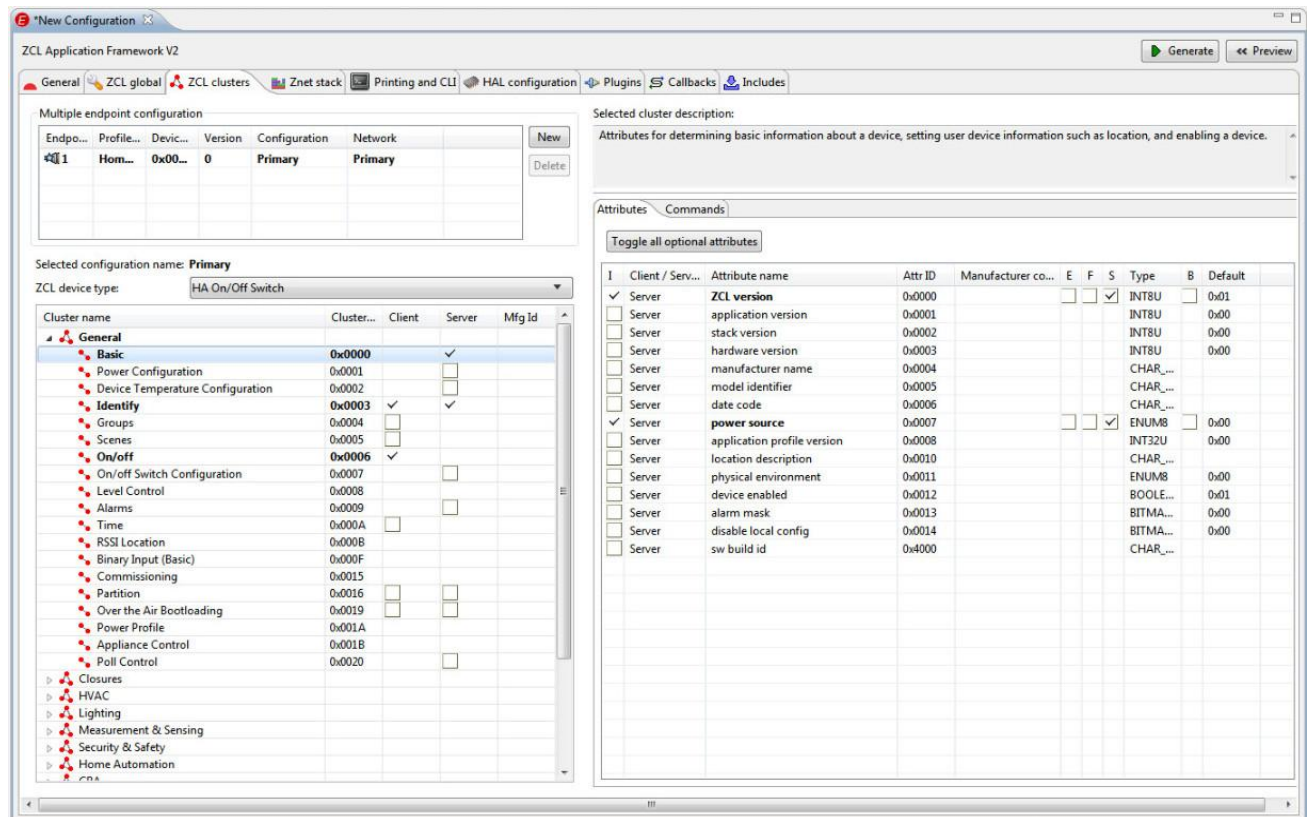 *New Configuration
ZCL Application Framework V2
Generate
Preview
General ZCL global ZCL clusters Znet stack Printing and CLI HAL configuration Plugins Callbacks Includes
Multiple endpoint configuration
Endpo... Profile... Devic... Version Configuration Network
1 Hom... 0x00... 0 Primary Primary
New
Delete
Selected configuration name: Primary
ZCL device type: HA On/Off Switch
Cluster name Cluster... Client Server Mfg Id
General
Basic 0x0000
Power Configuration 0x0001
Device Temperature Configuration 0x0002
Identify 0x0003
Groups 0x0004
Scenes 0x0005
On/off 0x0006
On/off Switch Configuration 0x0007
Level Control 0x0008
Alarms 0x0009
Time 0x000A
RSSI Location 0x000B
Binary Input (Basic) 0x000F
Commissioning 0x0015
Partition 0x0016
Over the Air Bootloading 0x0019
Power Profile 0x001A
Appliance Control 0x001B
Poll Control 0x0020
Closures
HVAC
Lighting
Measurement & Sensing
Security & Safety
Home Automation
Selected cluster description:
Attributes for determining basic information about a device, setting user device information such as location, and enabling a device.
Attributes Commands
Toggle all optional attributes
I Client / Serv... Attribute name Attr ID Manufacturer co... E F S Type B Default
Server ZCL version 0x0000 INT8U 0x01
Server application version 0x0001 INT8U 0x00
Server stack version 0x0002 INT8U 0x00
Server hardware version 0x0003 INT8U 0x00
Server manufacturer name 0x0004 CHAR_...
Server model identifier 0x0005 CHAR_...
Server date code 0x0006 CHAR_...
Server power source 0x0007 ENUM8 0x00
Server application profile version 0x0008 INT32U 0x00
Server location description 0x0010 CHAR_...
Server physical environment 0x0011 ENUM8 0x00
Server device enabled 0x0012 BOOLE... 0x01
Server alarm mask 0x0013 BITMA... 0x00
Server disable local config 0x0014 BITMA... 0x00
Server sw build id 0x4000 CHAR_...